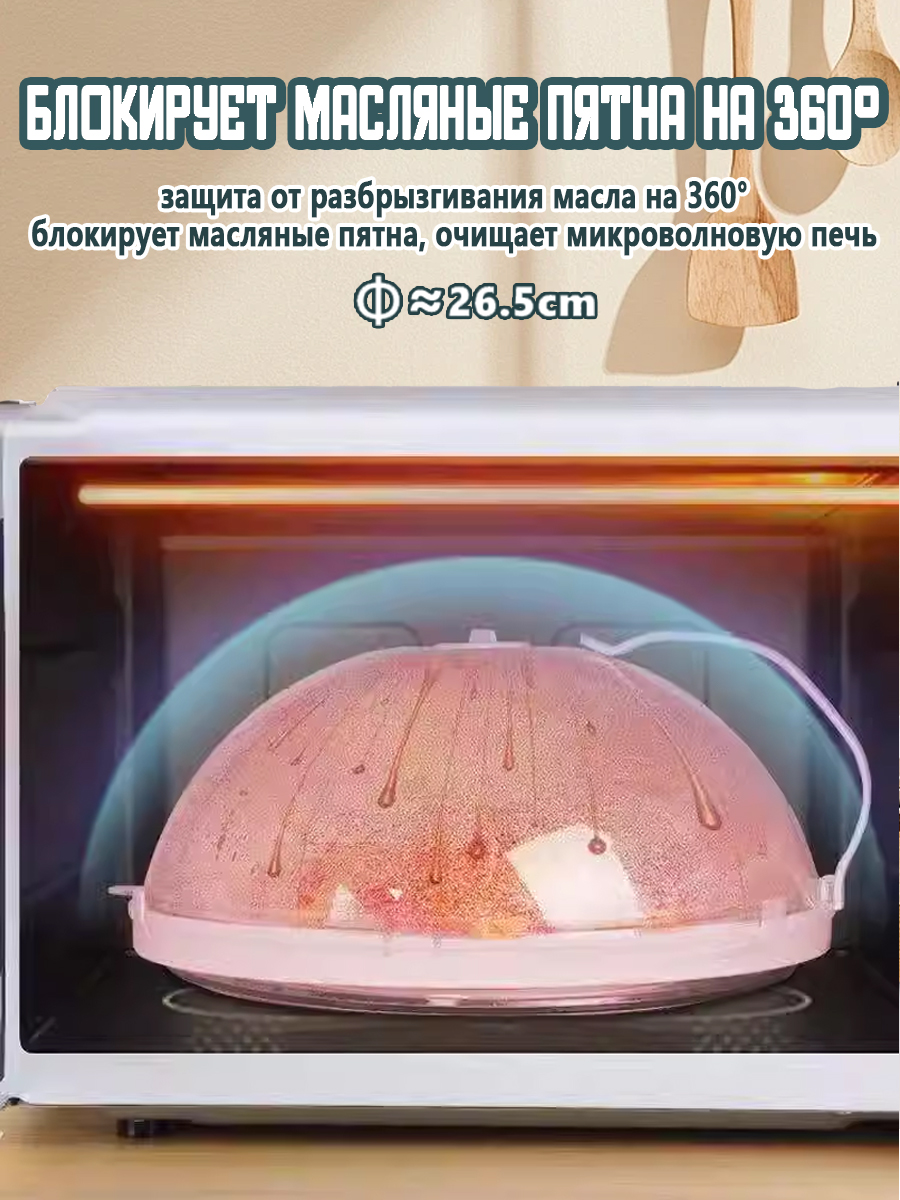 БЛОКИРУЕТ МАСЛЯНЫЕ ПЯТНА НА 360°
защита от разбрызгивания масла на 360°
блокирует масляные пятна, очищает микроволновую печь
Ф≈26.5cm